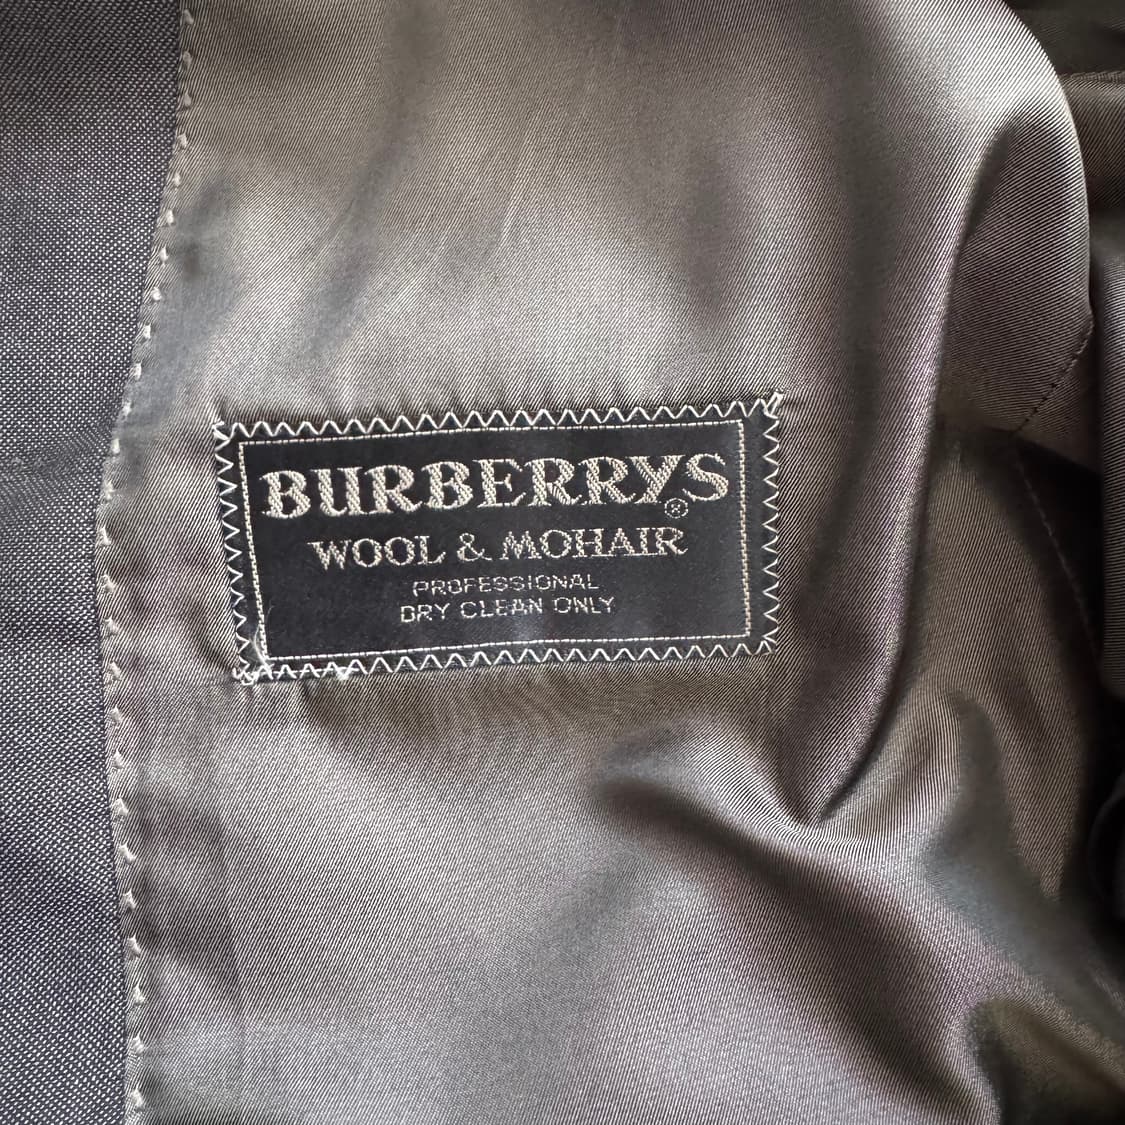 BURBERRYS®
WOOL & MOHAIR
PROFESSIONAL
DRY CLEAN ONLY